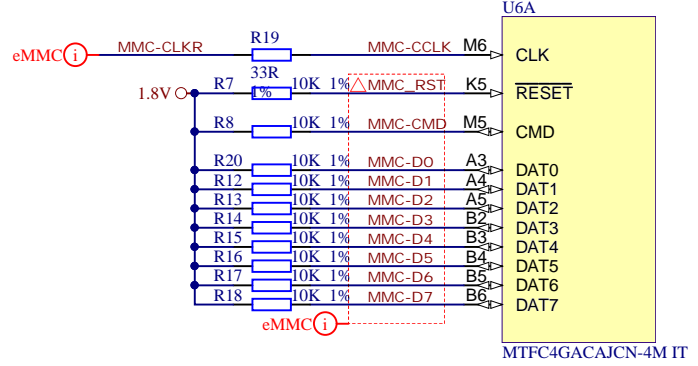 U6A
eMMC i MMC-CLKR R19 MMC-CCLK M6 CLK
33R
1%
1.8V R7 10K 1% MMC_RST K5 RESET
R8 10K 1% MMC-CMD M5 CMD
R20 10K 1% MMC-D0 A3 DAT0
R12 10K 1% MMC-D1 A4 DAT1
R13 10K 1% MMC-D2 A5 DAT2
R14 10K 1% MMC-D3 B2 DAT3
R15 10K 1% MMC-D4 B3 DAT4
R16 10K 1% MMC-D5 B4 DAT5
R17 10K 1% MMC-D6 B5 DAT6
R18 10K 1% MMC-D7 B6 DAT7
eMMC i
MTFC4GACAJCN-4M IT